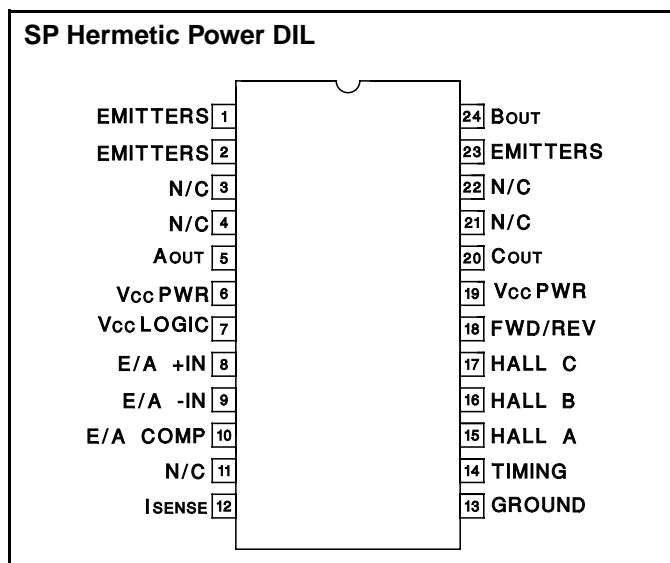 SP Hermetic Power DIL
EMITTERS 1 24 BOUT
EMITTERS 2 23 EMITTERS
N/C 3 22 N/C
N/C 4 21 N/C
AOUT 5 20 COUT
Vcc PWR 6 19 Vcc PWR
Vcc LOGIC 7 18 FWD/REV
E/A +IN 8 17 HALL C
E/A -IN 9 16 HALL B
E/A COMP 10 15 HALL A
N/C 11 14 TIMING
ISENSE 12 13 GROUND